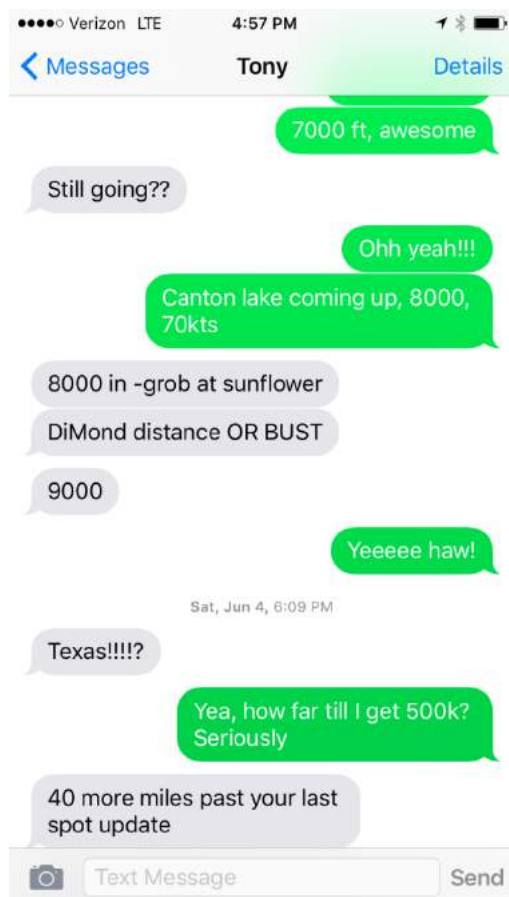 Verizon LTE 4:57 PM
Messages Tony Details
7000 ft, awesome
Still going??
Ohh yeah!!!
Canton lake coming up, 8000,
70kts
8000 in -grob at sunflower
DiMond distance OR BUST
9000
Yeeeee haw!
Sat, Jun 4, 6:09 PM
Texas!!!!?
Yea, how far till I get 500k?
Seriously
40 more miles past your last
spot update
Text Message Send